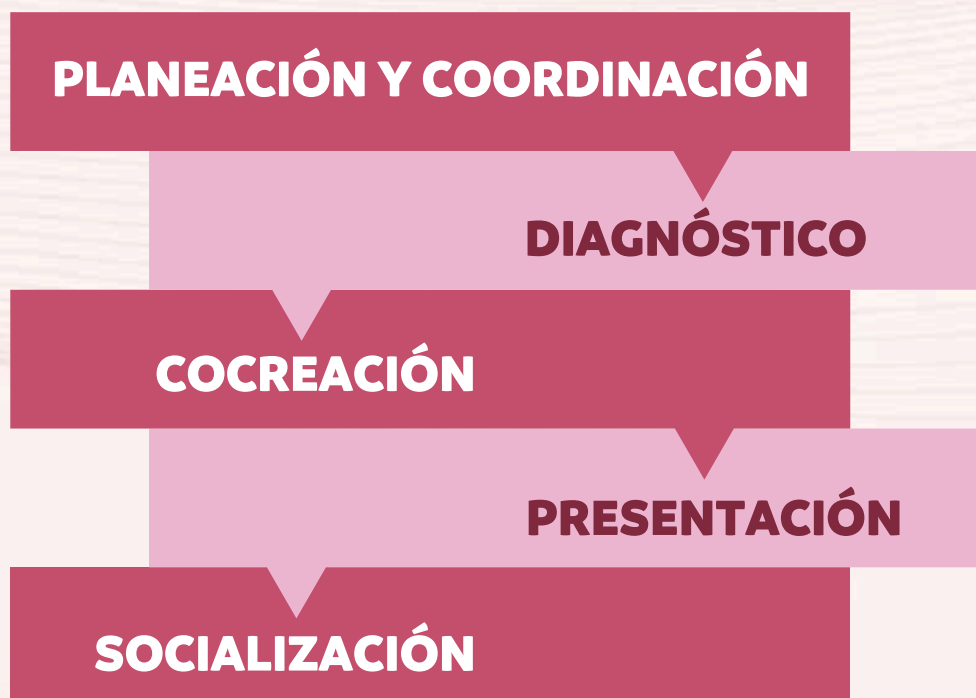 PLANEACIÓN Y COORDINACIÓN
DIAGNÓSTICO
COCREACIÓN
PRESENTACIÓN
SOCIALIZACIÓN